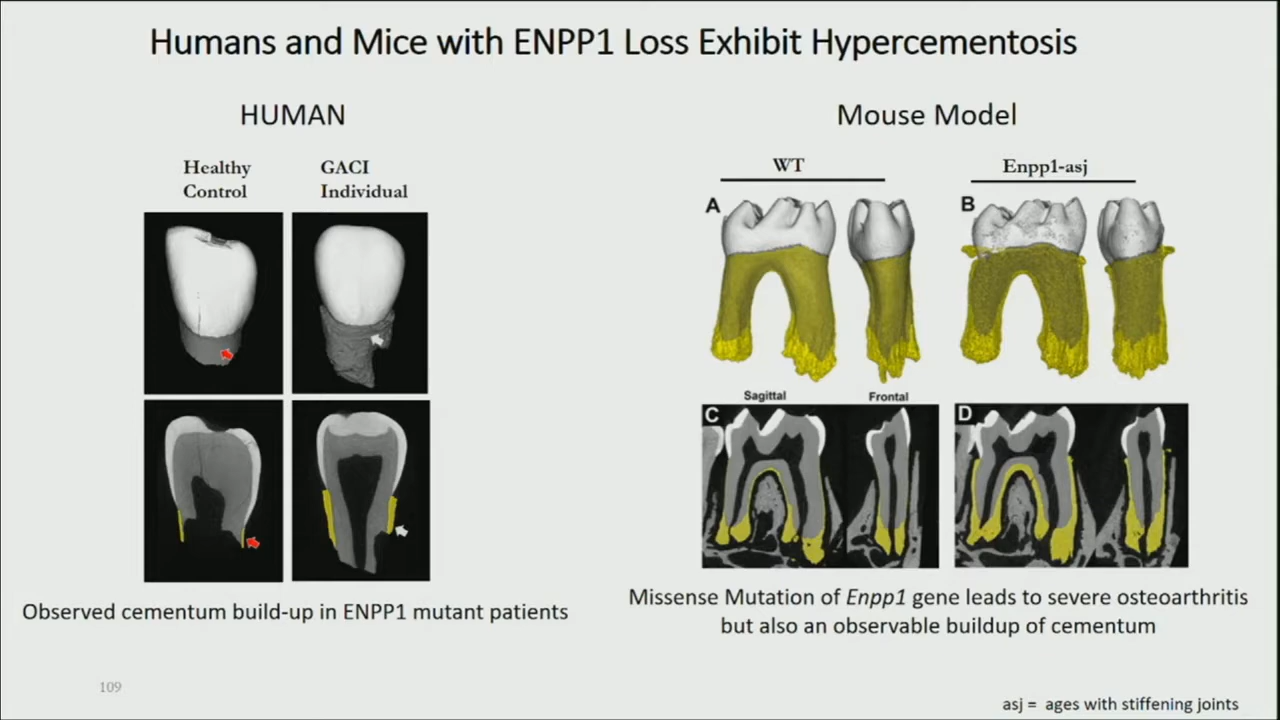 Humans and Mice with ENPP1 Loss Exhibit Hypercementosis
HUMAN
Healthy
Control
GACI
Individual
Observed cementum build-up in ENPP1 mutant patients
Mouse Model
WT
Enpp1-asj
A
B
Sagittal
Frontal
C
D
Missense Mutation of Enpp1 gene leads to severe osteoarthritis
but also an observable buildup of cementum
109
asj = ages with stiffening joints